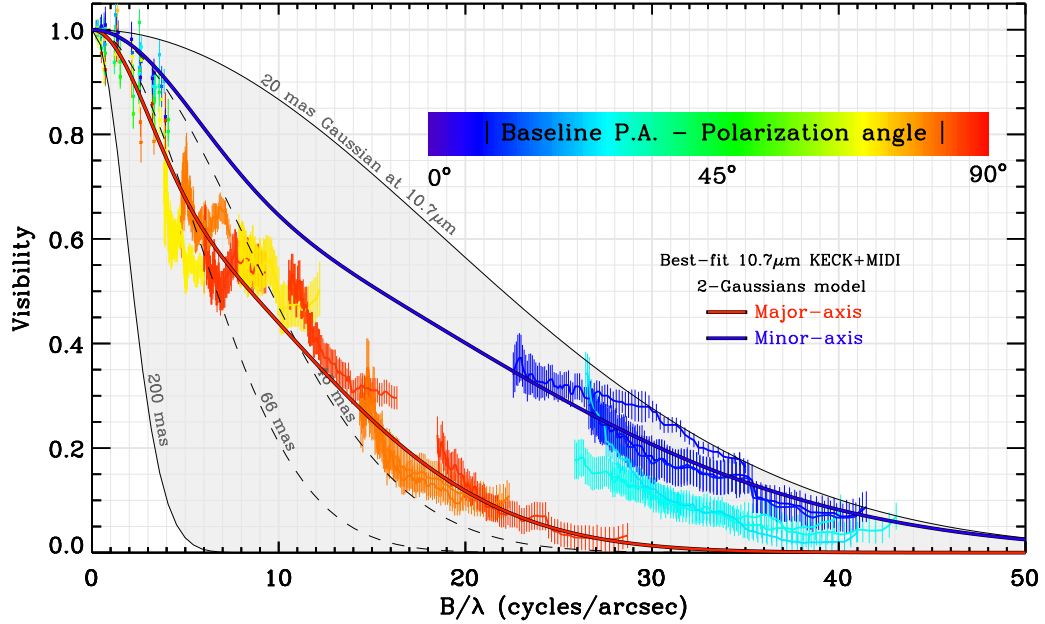 1.0
0.8
0.6
0.4
0.2
0.0
Visibility
20 mas Gaussian at 10.7μm
| Baseline P.A. − Polarization angle |
0° 45° 90°
Best−fit 10.7μm KECK+MIDI
2−Gaussians model
Major−axis
Minor−axis
200 mas
66 mas
mas
0 10 20 30 40 50
B/λ (cycles/arcsec)